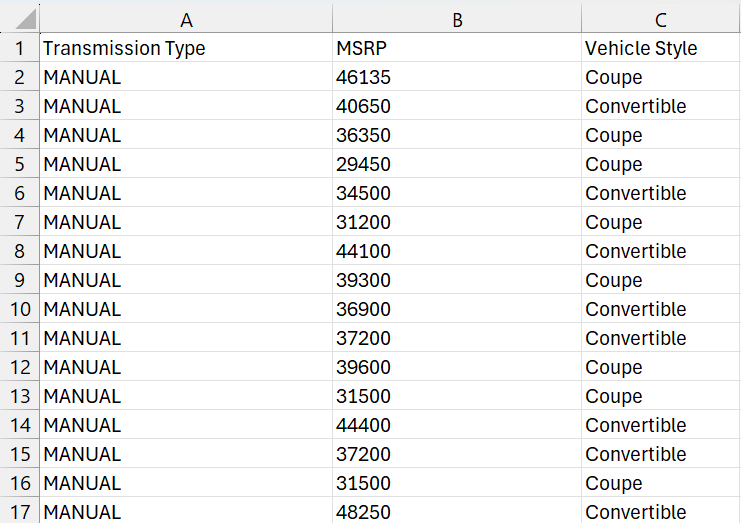 A B C
1 Transmission Type MSRP Vehicle Style
2 MANUAL 46135 Coupe
3 MANUAL 40650 Convertible
4 MANUAL 36350 Coupe
5 MANUAL 29450 Coupe
6 MANUAL 34500 Convertible
7 MANUAL 31200 Coupe
8 MANUAL 44100 Convertible
9 MANUAL 39300 Coupe
10 MANUAL 36900 Convertible
11 MANUAL 37200 Convertible
12 MANUAL 39600 Coupe
13 MANUAL 31500 Coupe
14 MANUAL 44400 Convertible
15 MANUAL 37200 Convertible
16 MANUAL 31500 Coupe
17 MANUAL 48250 Convertible